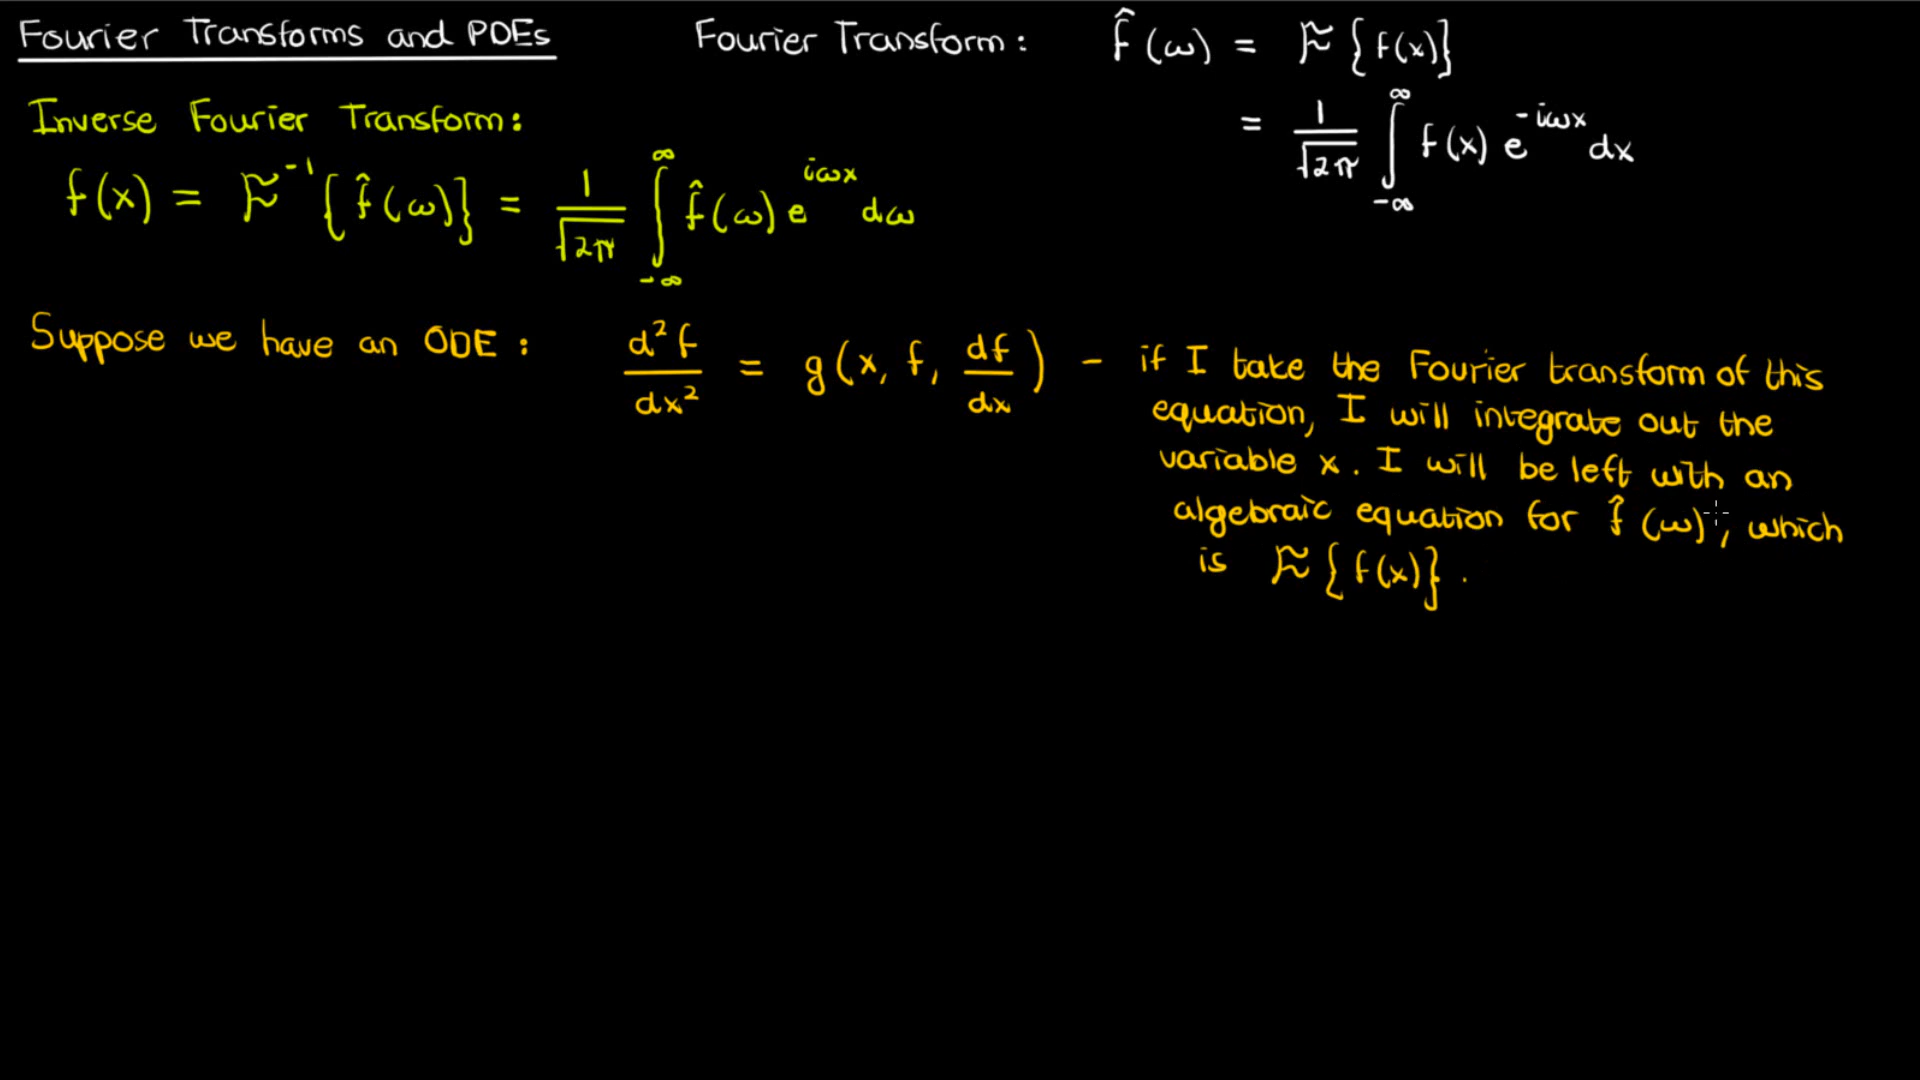 Fourier Transforms and PDEs
Fourier Transform: f̂(ω) = ℱ{f(x)}
= 1/√2π ∫_{-∞}^{∞} f(x) e^{-iωx} dx
Inverse Fourier Transform:
f(x) = ℱ^{-1}{f̂(ω)} = 1/√2π ∫_{-∞}^{∞} f̂(ω) e^{iωx} dω
Suppose we have an ODE: d²f/dx² = g(x, f, df/dx) - if I take the Fourier transform of this
equation, I will integrate out the
variable x. I will be left with an
algebraic equation for f̂(ω), which
is ℱ{f(x)}.